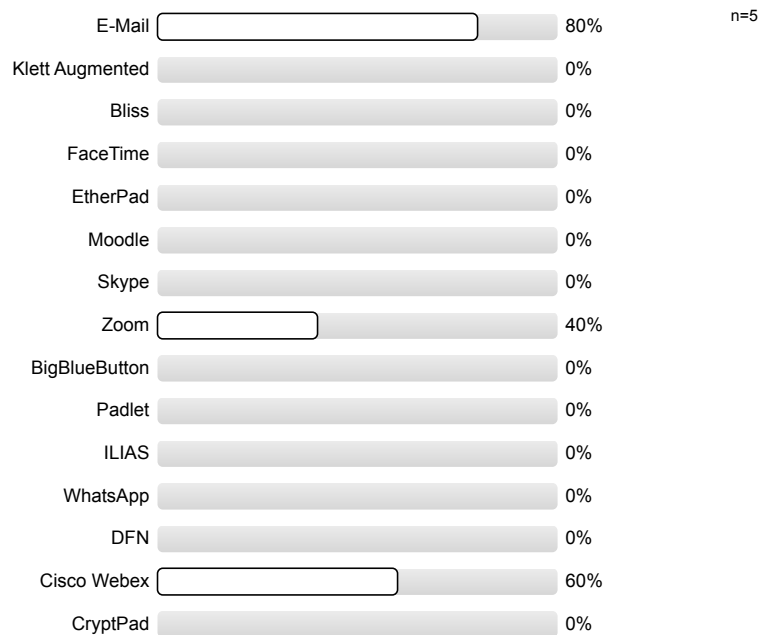 n=5
E-Mail 80%
Klett Augmented 0%
Bliss 0%
FaceTime 0%
EtherPad 0%
Moodle 0%
Skype 0%
Zoom 40%
BigBlueButton 0%
Padlet 0%
ILIAS 0%
WhatsApp 0%
DFN 0%
Cisco Webex 60%
CryptPad 0%